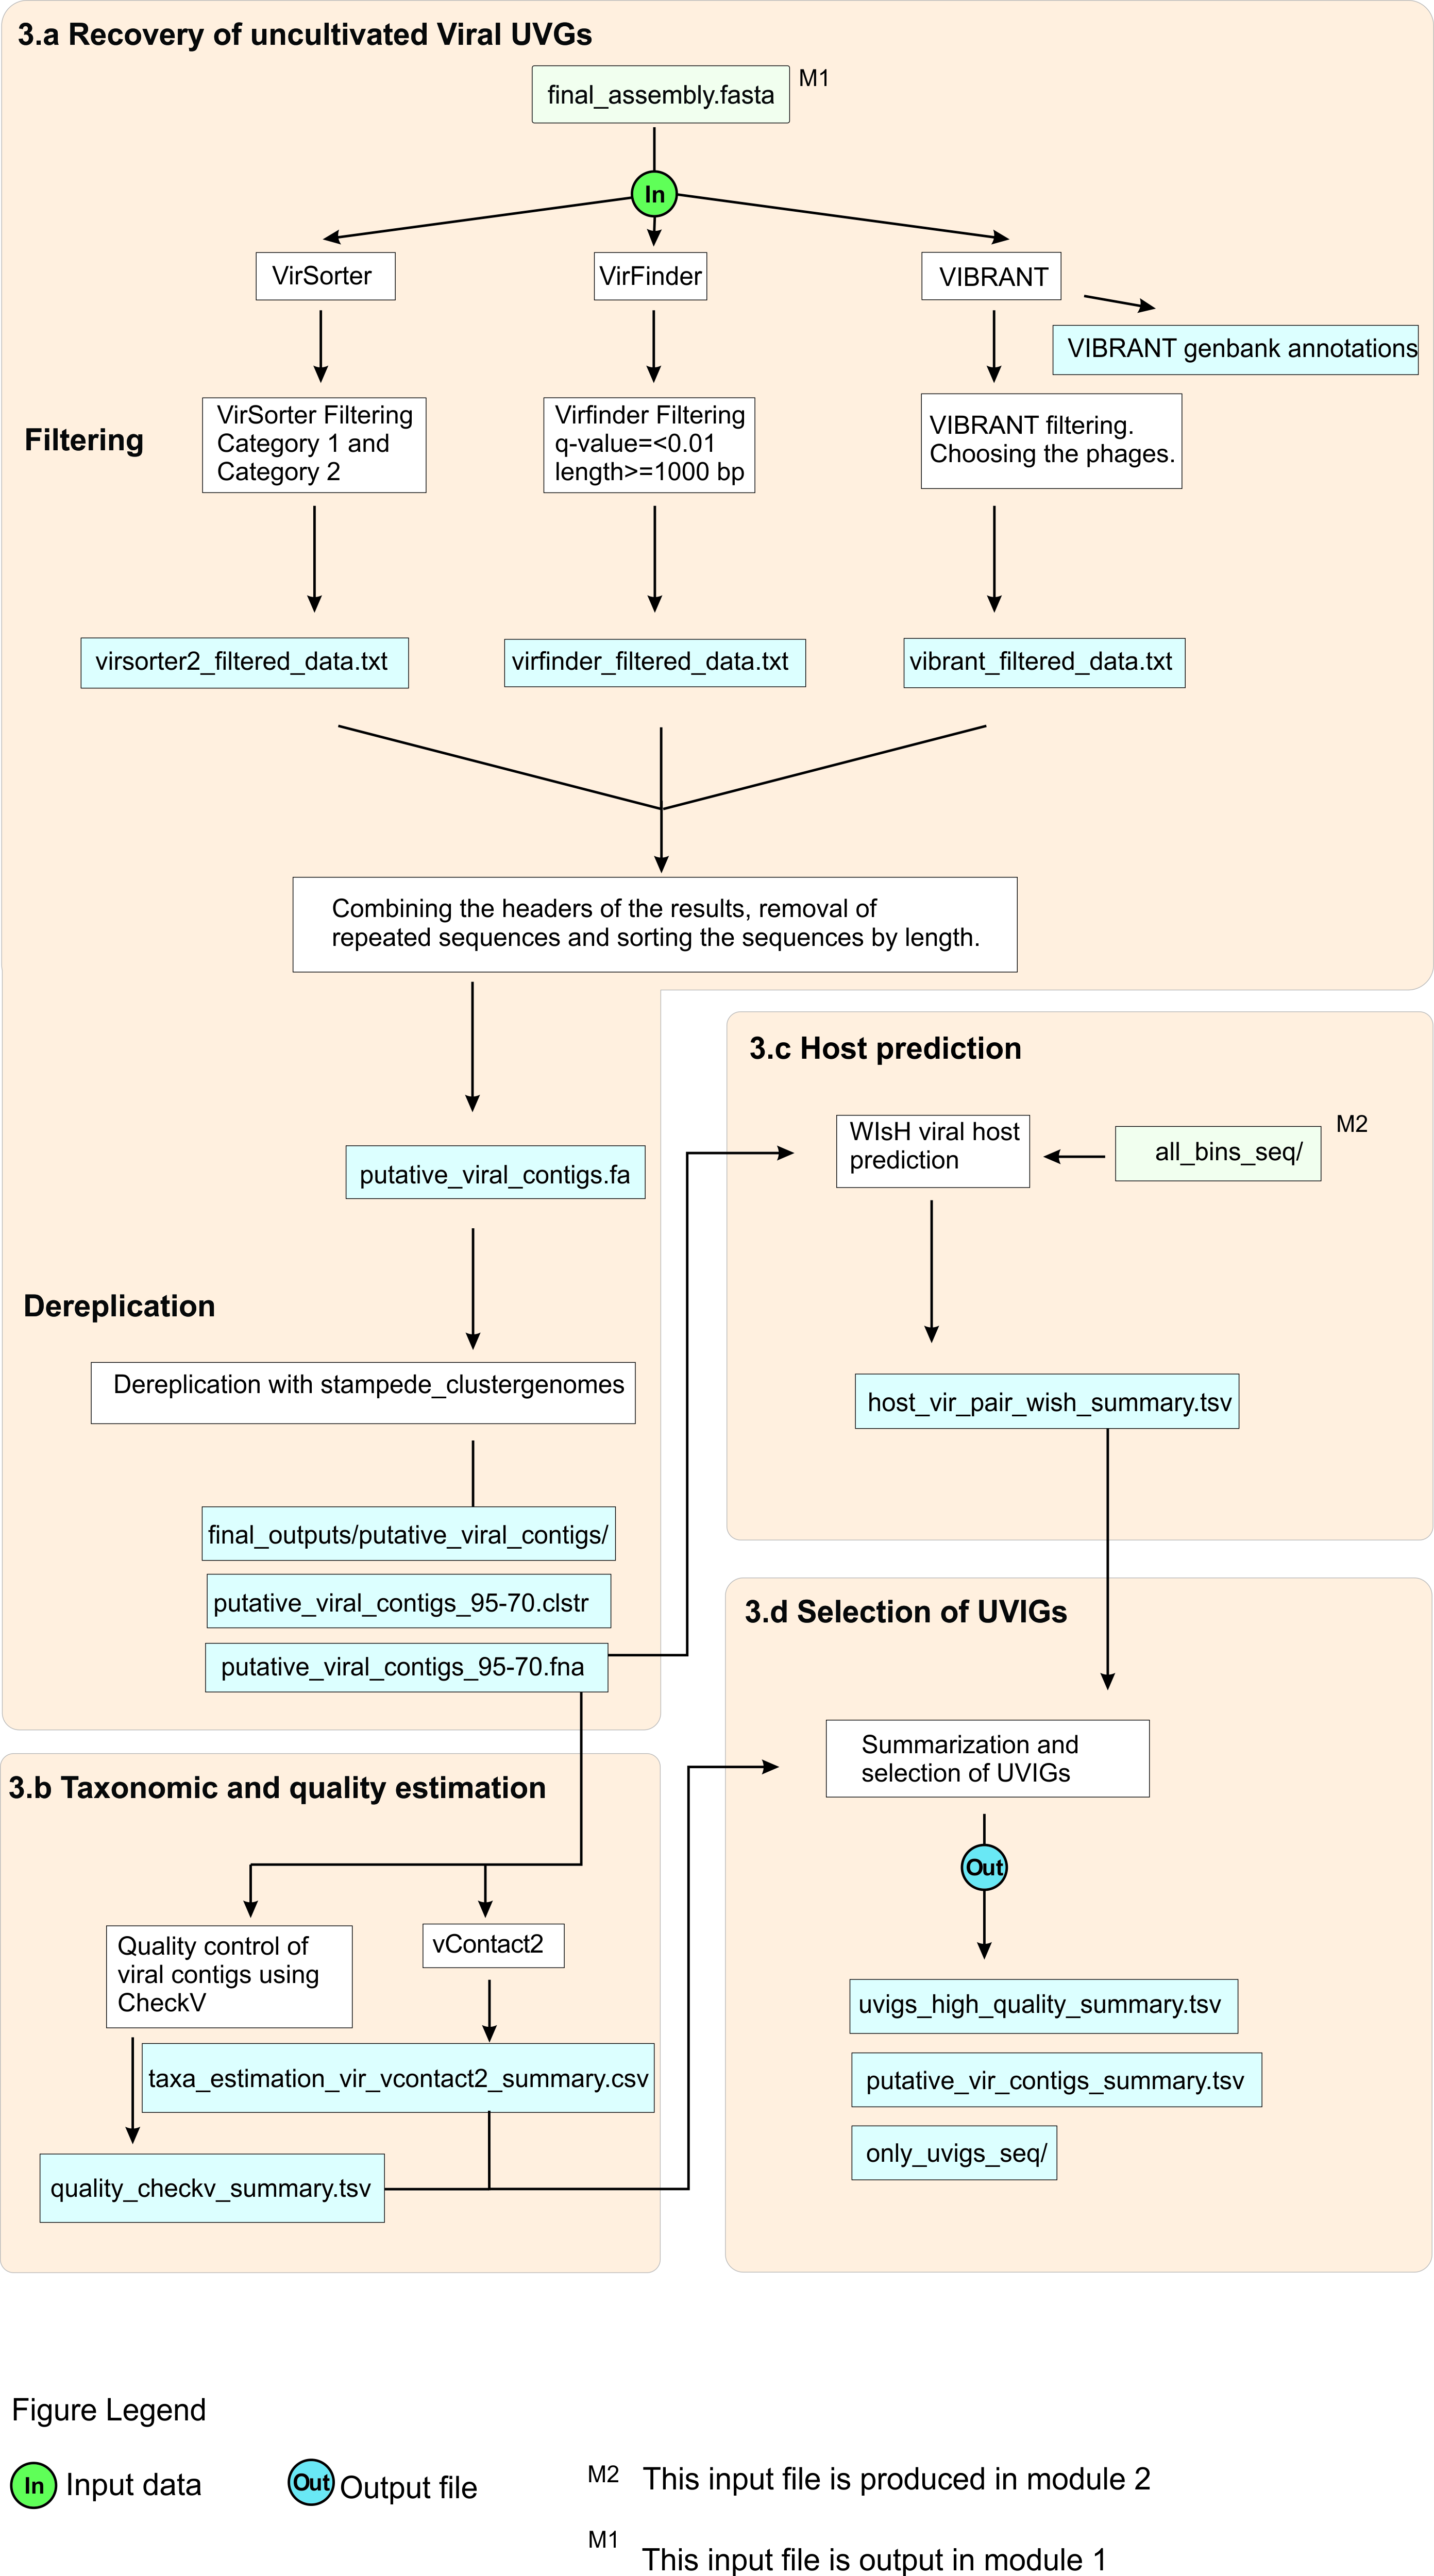 3.a Recovery of uncultivated Viral UVGs
final_assembly.fasta
M1
In
VirSorter
VirFinder
VIBRANT
VIBRANT genbank annotations
Filtering
VirSorter Filtering
Category 1 and
Category 2
Virfinder Filtering
q-value=<0.01
length>=1000 bp
VIBRANT filtering.
Choosing the phages.
virsorter2_filtered_data.txt
virfinder_filtered_data.txt
vibrant_filtered_data.txt
Combining the headers of the results, removal of
repeated sequences and sorting the sequences by length.
putative_viral_contigs.fa
Dereplication
Dereplication with stampede_clustergenomes
final_outputs/putative_viral_contigs/
putative_viral_contigs_95-70.clstr
putative_viral_contigs_95-70.fna
3.c Host prediction
WIsH viral host
prediction
all_bins_seq/
M2
host_vir_pair_wish_summary.tsv
3.b Taxonomic and quality estimation
Quality control of
viral contigs using
CheckV
vContact2
taxa_estimation_vir_vcontact2_summary.csv
quality_checkv_summary.tsv
3.d Selection of UVIGs
Summarization and
selection of UVIGs
Out
uvigs_high_quality_summary.tsv
putative_vir_contigs_summary.tsv
only_uvigs_seq/
Figure Legend
In Input data
Out Output file
M2 This input file is produced in module 2
M1 This input file is output in module 1